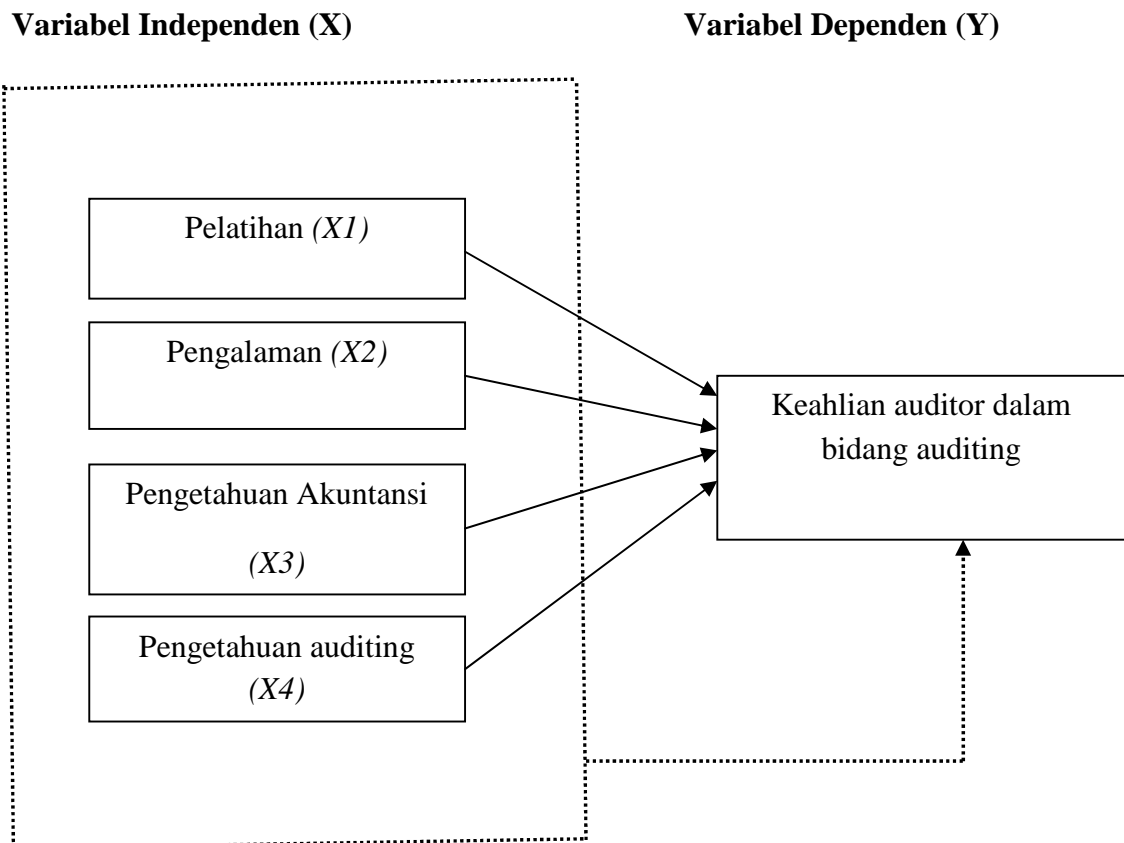 Variabel Independen (X)
Variabel Dependen (Y)
Pelatihan (X1)
Pengalaman (X2)
Pengetahuan Akuntansi
(X3)
Pengetahuan auditing
(X4)
Keahlian auditor dalam
bidang auditing